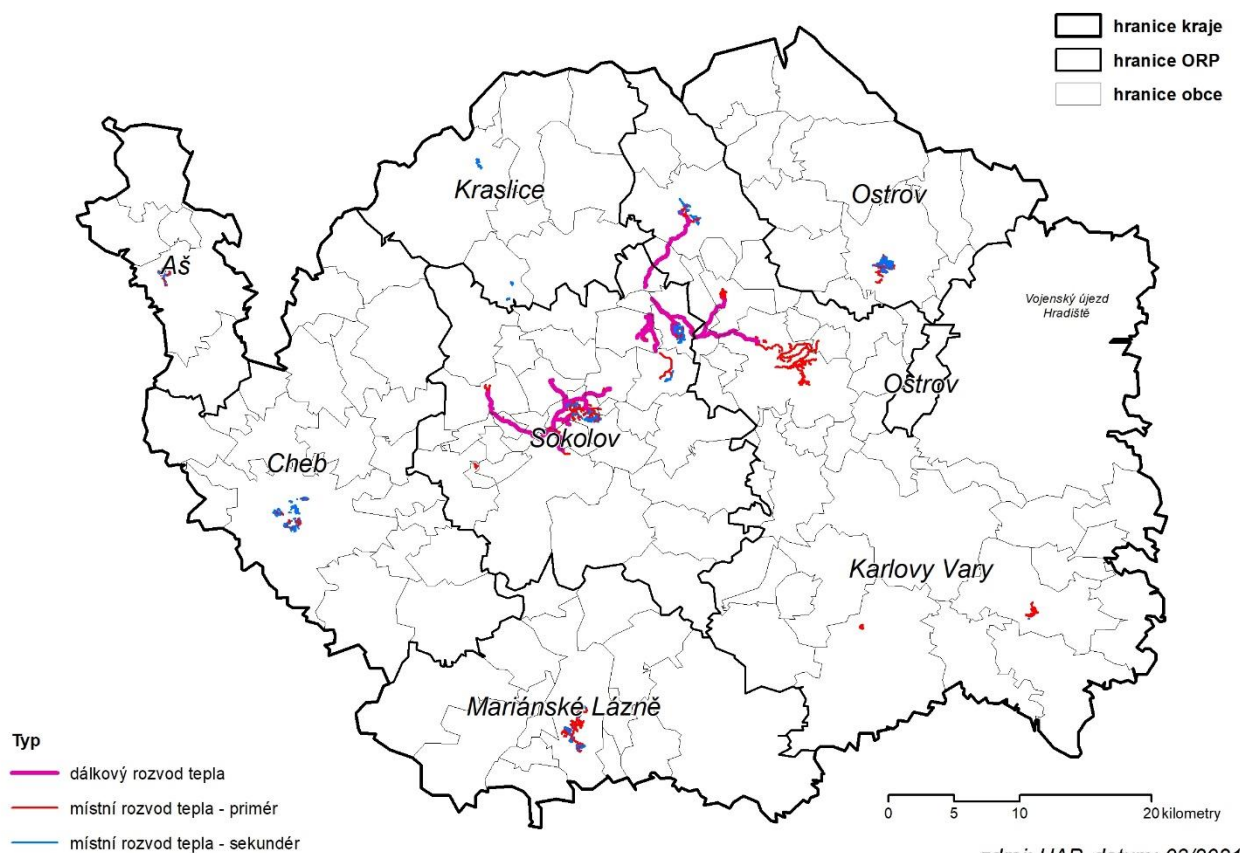 hranice kraje
hranice ORP
hranice obce
Kraslice
Ostrov
Aš
Vojenský újezd
Hradiště
Ostrov
Sokolov
Cheb
Karlovy Vary
Mariánské Lázně
Typ
dálkový rozvod tepla
místní rozvod tepla - primér
místní rozvod tepla - sekundér
0 5 10 20 kilometry